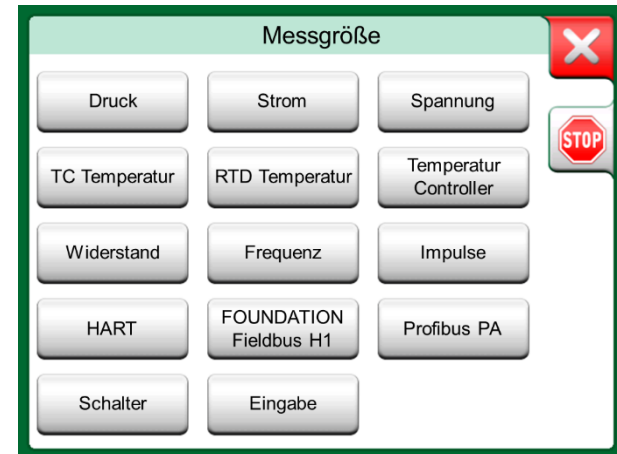 Messgröße
Druck
Strom
Spannung
STOP
TC Temperatur
RTD Temperatur
Temperatur
Controller
Widerstand
Frequenz
Impulse
HART
FOUNDATION
Fieldbus H1
Profibus PA
Schalter
Eingabe